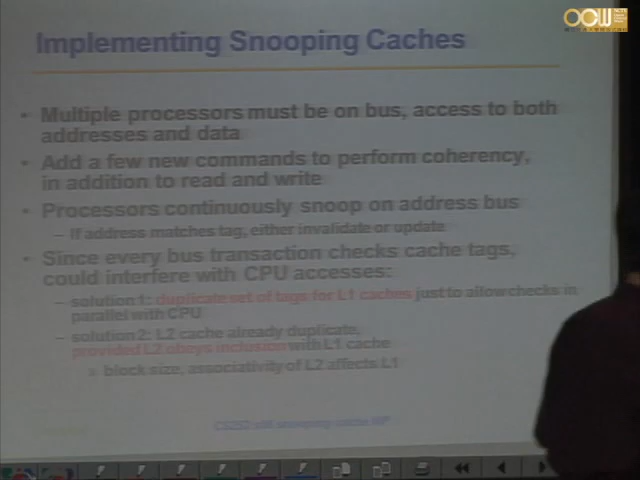 Implementing Snooping Caches
• Multiple processors must be on bus, access to both
addresses and data
• Add a few new commands to perform coherency,
in addition to read and write
• Processors continuously snoop on address bus
– If address matches tag, either invalidate or update
• Since every bus transaction checks cache tags,
could interfere with CPU accesses:
– solution 1: duplicate set of tags for L1 caches just to allow checks in
parallel with CPU
– solution 2: L2 cache already duplicate,
provided L2 obeys inclusion with L1 cache
» block size, associativity of L2 affects L1
snooping cache
OCW